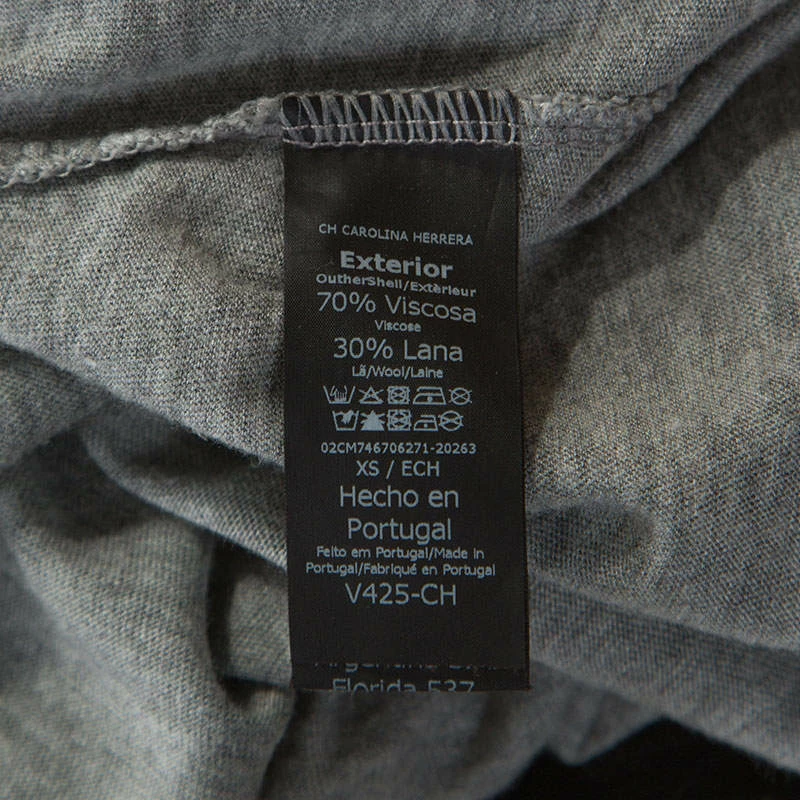 CH CAROLINA HERRERA
Exterior
OutherShell/Extèrieur
70% Viscosa
Viscose
30% Lana
Lã/Wool/Laine
02CM746706271-20263
XS / ECH
Hecho en
Portugal
Feito em Portugal/Made in
Portugal/Fabriqué en Portugal
V425-CH
Florida 537